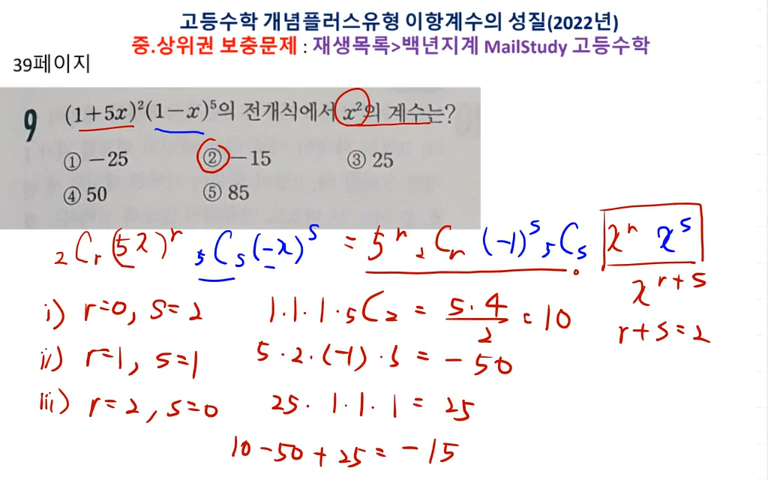 고등수학 개념플러스유형 이항계수의 성질(2022년)
중.상위권 보충문제 : 재생목록>백년지계 MailStudy 고등수학
39페이지
9 (1+5x)²(1−x)⁵의 전개식에서 x²의 계수는?
① −25 ② −15 ③ 25
④ 50 ⑤ 85
₂Cᵣ(5x)ʳ ₅Cₛ(-x)ˢ = 5ʳ ₂Cᵣ (-1)ˢ ₅Cₛ xʳ xˢ
x^(r+s)
i) r=0, s=2 1·1·1·₅C₂ = 5·4/2 = 10 r+s=2
ii) r=1, s=1 5·2·(-1)·5 = -50
iii) r=2, s=0 25·1·1·1 = 25
10-50+25=-15